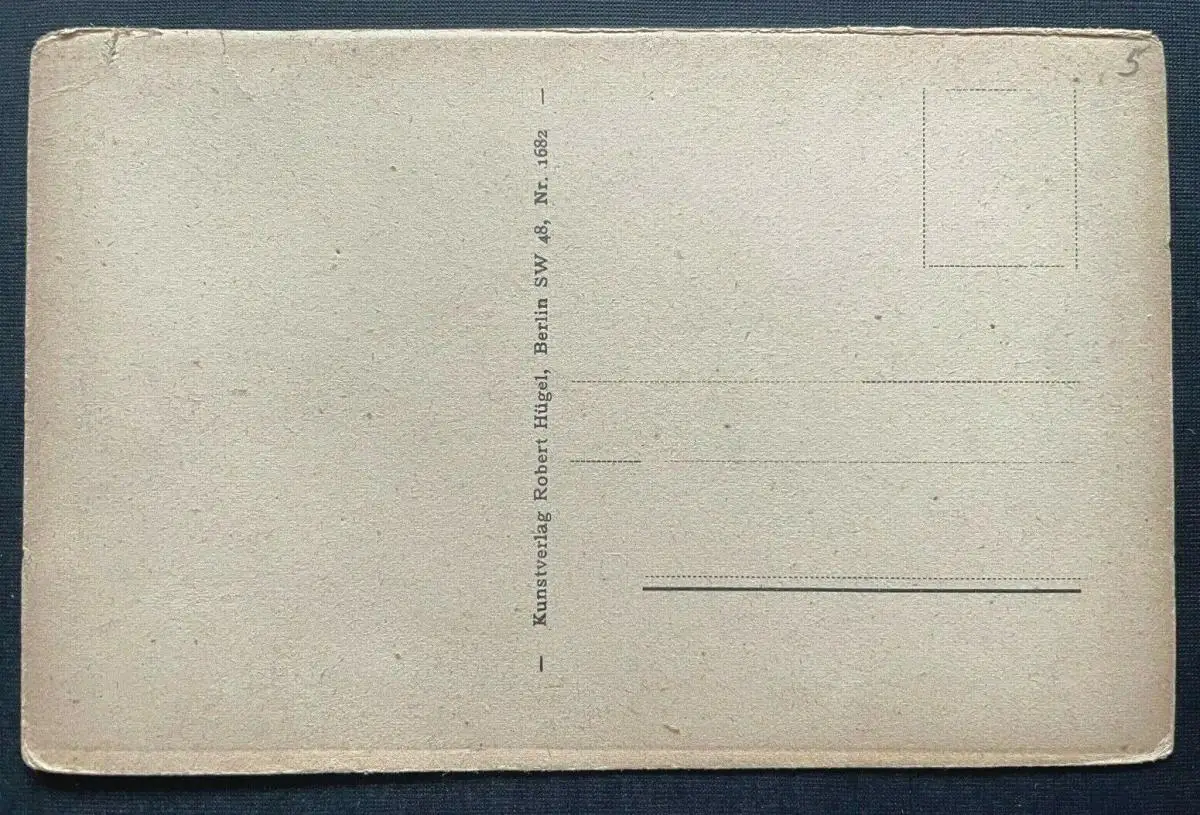 5
— Kunstverlag Robert Hügel, Berlin SW 48, Nr. 1682 —